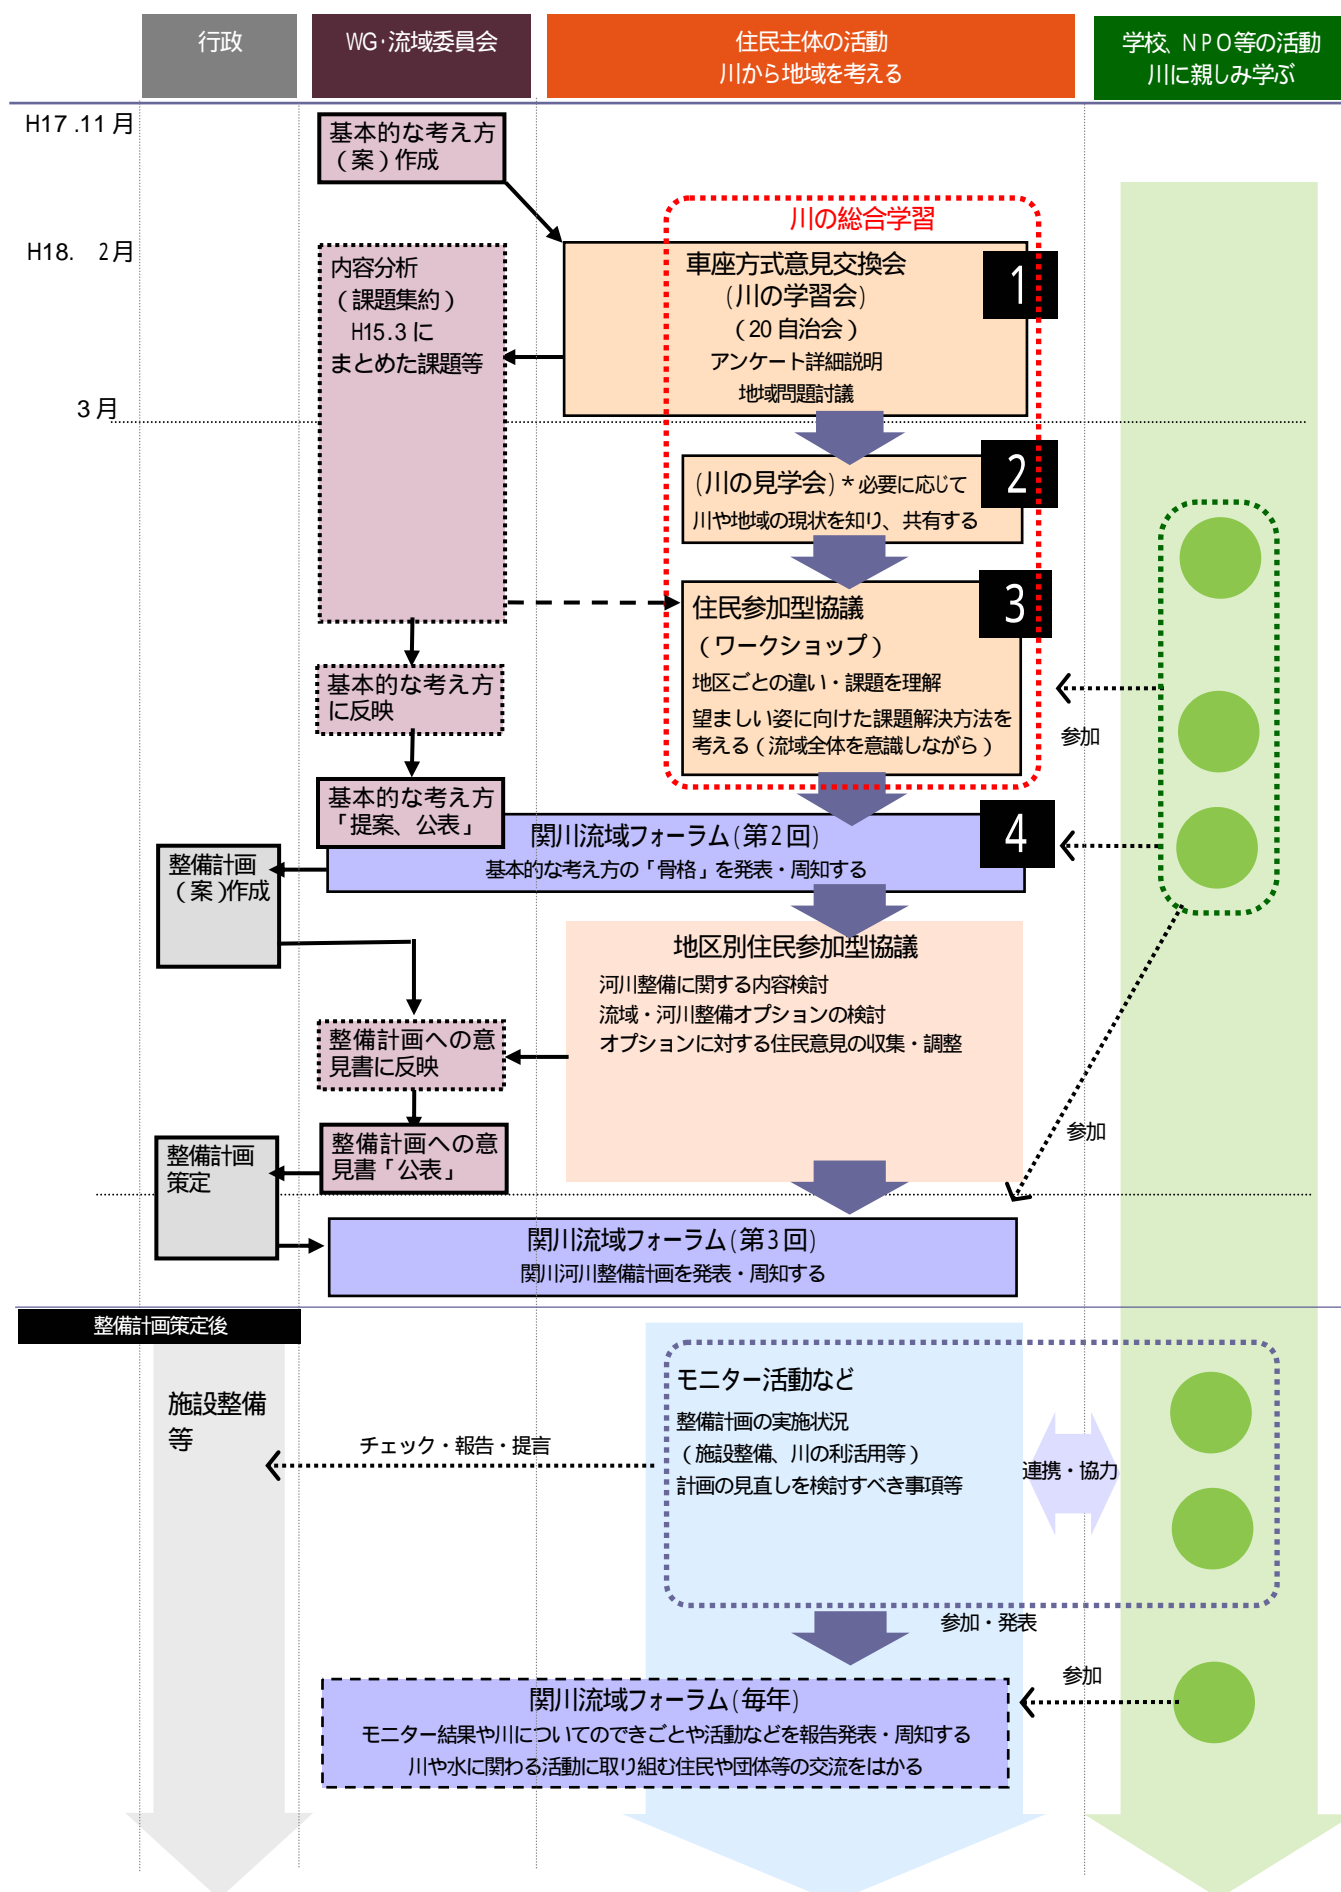 行政
WG・流域委員会
住民主体の活動
川から地域を考える
学校、NPO等の活動
川に親しみ学ぶ
H17.11月
基本的な考え方
（案）作成
川の総合学習
H18. 2月
内容分析
（課題集約）
H15.3に
まとめた課題等
車座方式意見交換会
(川の学習会)
（20自治会）
アンケート詳細説明
地域問題討議
1
3月
(川の見学会)＊必要に応じて
川や地域の現状を知り、共有する
2
住民参加型協議
（ワークショップ）
地区ごとの違い・課題を理解
望ましい姿に向けた課題解決方法を
考える（流域全体を意識しながら）
3
基本的な考え方
に反映
参加
基本的な考え方
「提案、公表」
関川流域フォーラム(第2回)
基本的な考え方の「骨格」を発表・周知する
4
整備計画
（案）作成
地区別住民参加型協議
河川整備に関する内容検討
流域・河川整備オプションの検討
オプションに対する住民意見の収集・調整
整備計画への意
見書に反映
参加
整備計画への意
見書「公表」
整備計画
策定
関川流域フォーラム(第3回)
関川河川整備計画を発表・周知する
整備計画策定後
施設整備
等
モニター活動など
整備計画の実施状況
（施設整備、川の利活用等）
計画の見直しを検討すべき事項等
チェック・報告・提言
連携・協力
参加・発表
参加
関川流域フォーラム(毎年)
モニター結果や川についてのできごとや活動などを報告発表・周知する
川や水に関わる活動に取り組む住民や団体等の交流をはかる